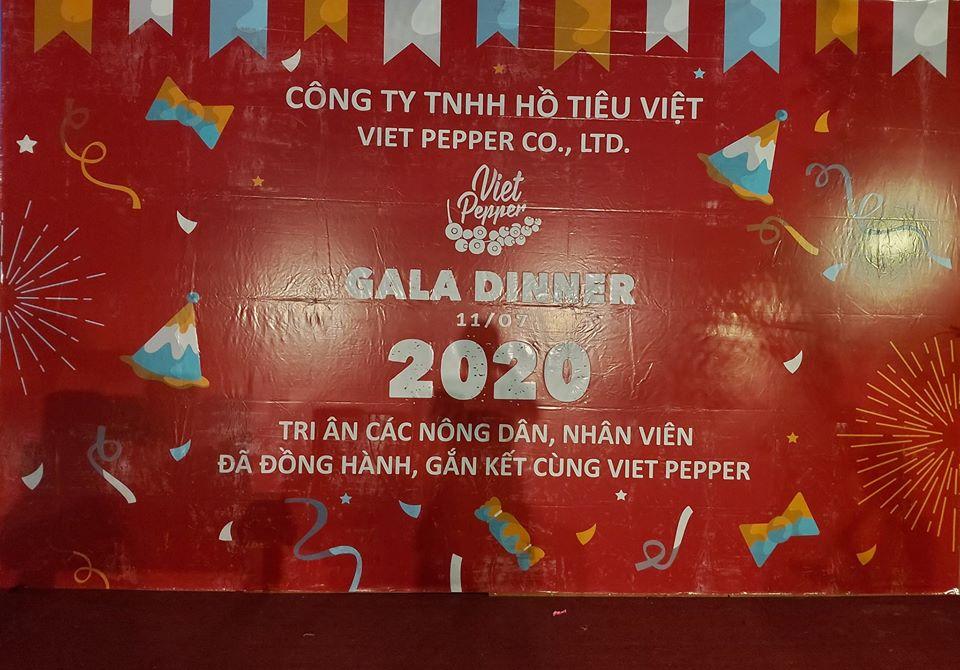 CÔNG TY TNHH HỒ TIÊU VIỆT
VIET PEPPER CO., LTD.
Viet
Pepper
GALA DINNER
11/07
2020
TRI ÂN CÁC NÔNG DÂN, NHÂN VIÊN
ĐÃ ĐỒNG HÀNH, GẮN KẾT CÙNG VIET PEPPER